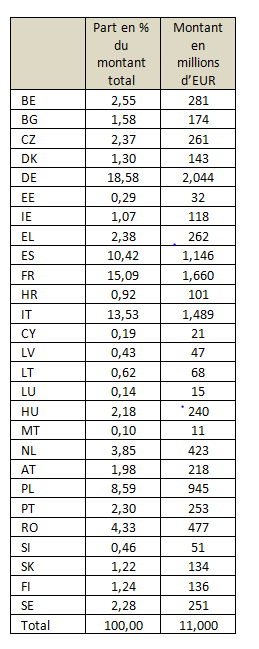 Part en % du montant total Montant en millions d’EUR
BE 2,55 281
BG 1,58 174
CZ 2,37 261
DK 1,30 143
DE 18,58 2,044
EE 0,29 32
IE 1,07 118
EL 2,38 262
ES 10,42 1,146
FR 15,09 1,660
HR 0,92 101
IT 13,53 1,489
CY 0,19 21
LV 0,43 47
LT 0,62 68
LU 0,14 15
HU 2,18 240
MT 0,10 11
NL 3,85 423
AT 1,98 218
PL 8,59 945
PT 2,30 253
RO 4,33 477
SI 0,46 51
SK 1,22 134
FI 1,24 136
SE 2,28 251
Total 100,00 11,000